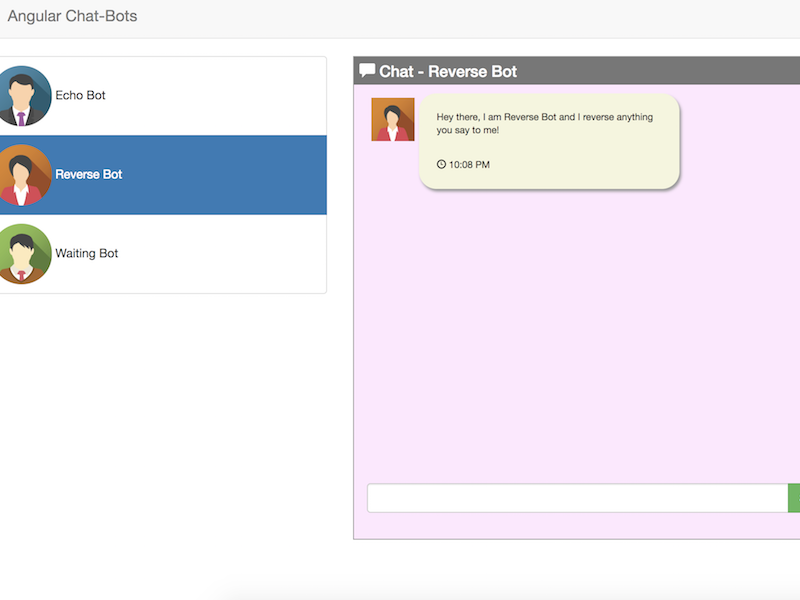 Angular Chat-Bots
Echo Bot
Reverse Bot
Waiting Bot
Chat - Reverse Bot
Hey there, I am Reverse Bot and I reverse anything
you say to me!
10:08 PM